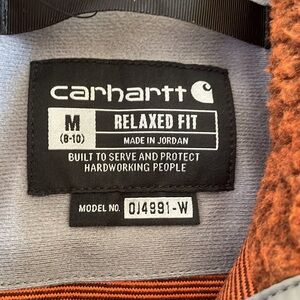 carhartt
M
(8-10)
RELAXED FIT
MADE IN JORDAN
BUILT TO SERVE AND PROTECT
HARDWORKING PEOPLE
MODEL NO. OJ4991-W